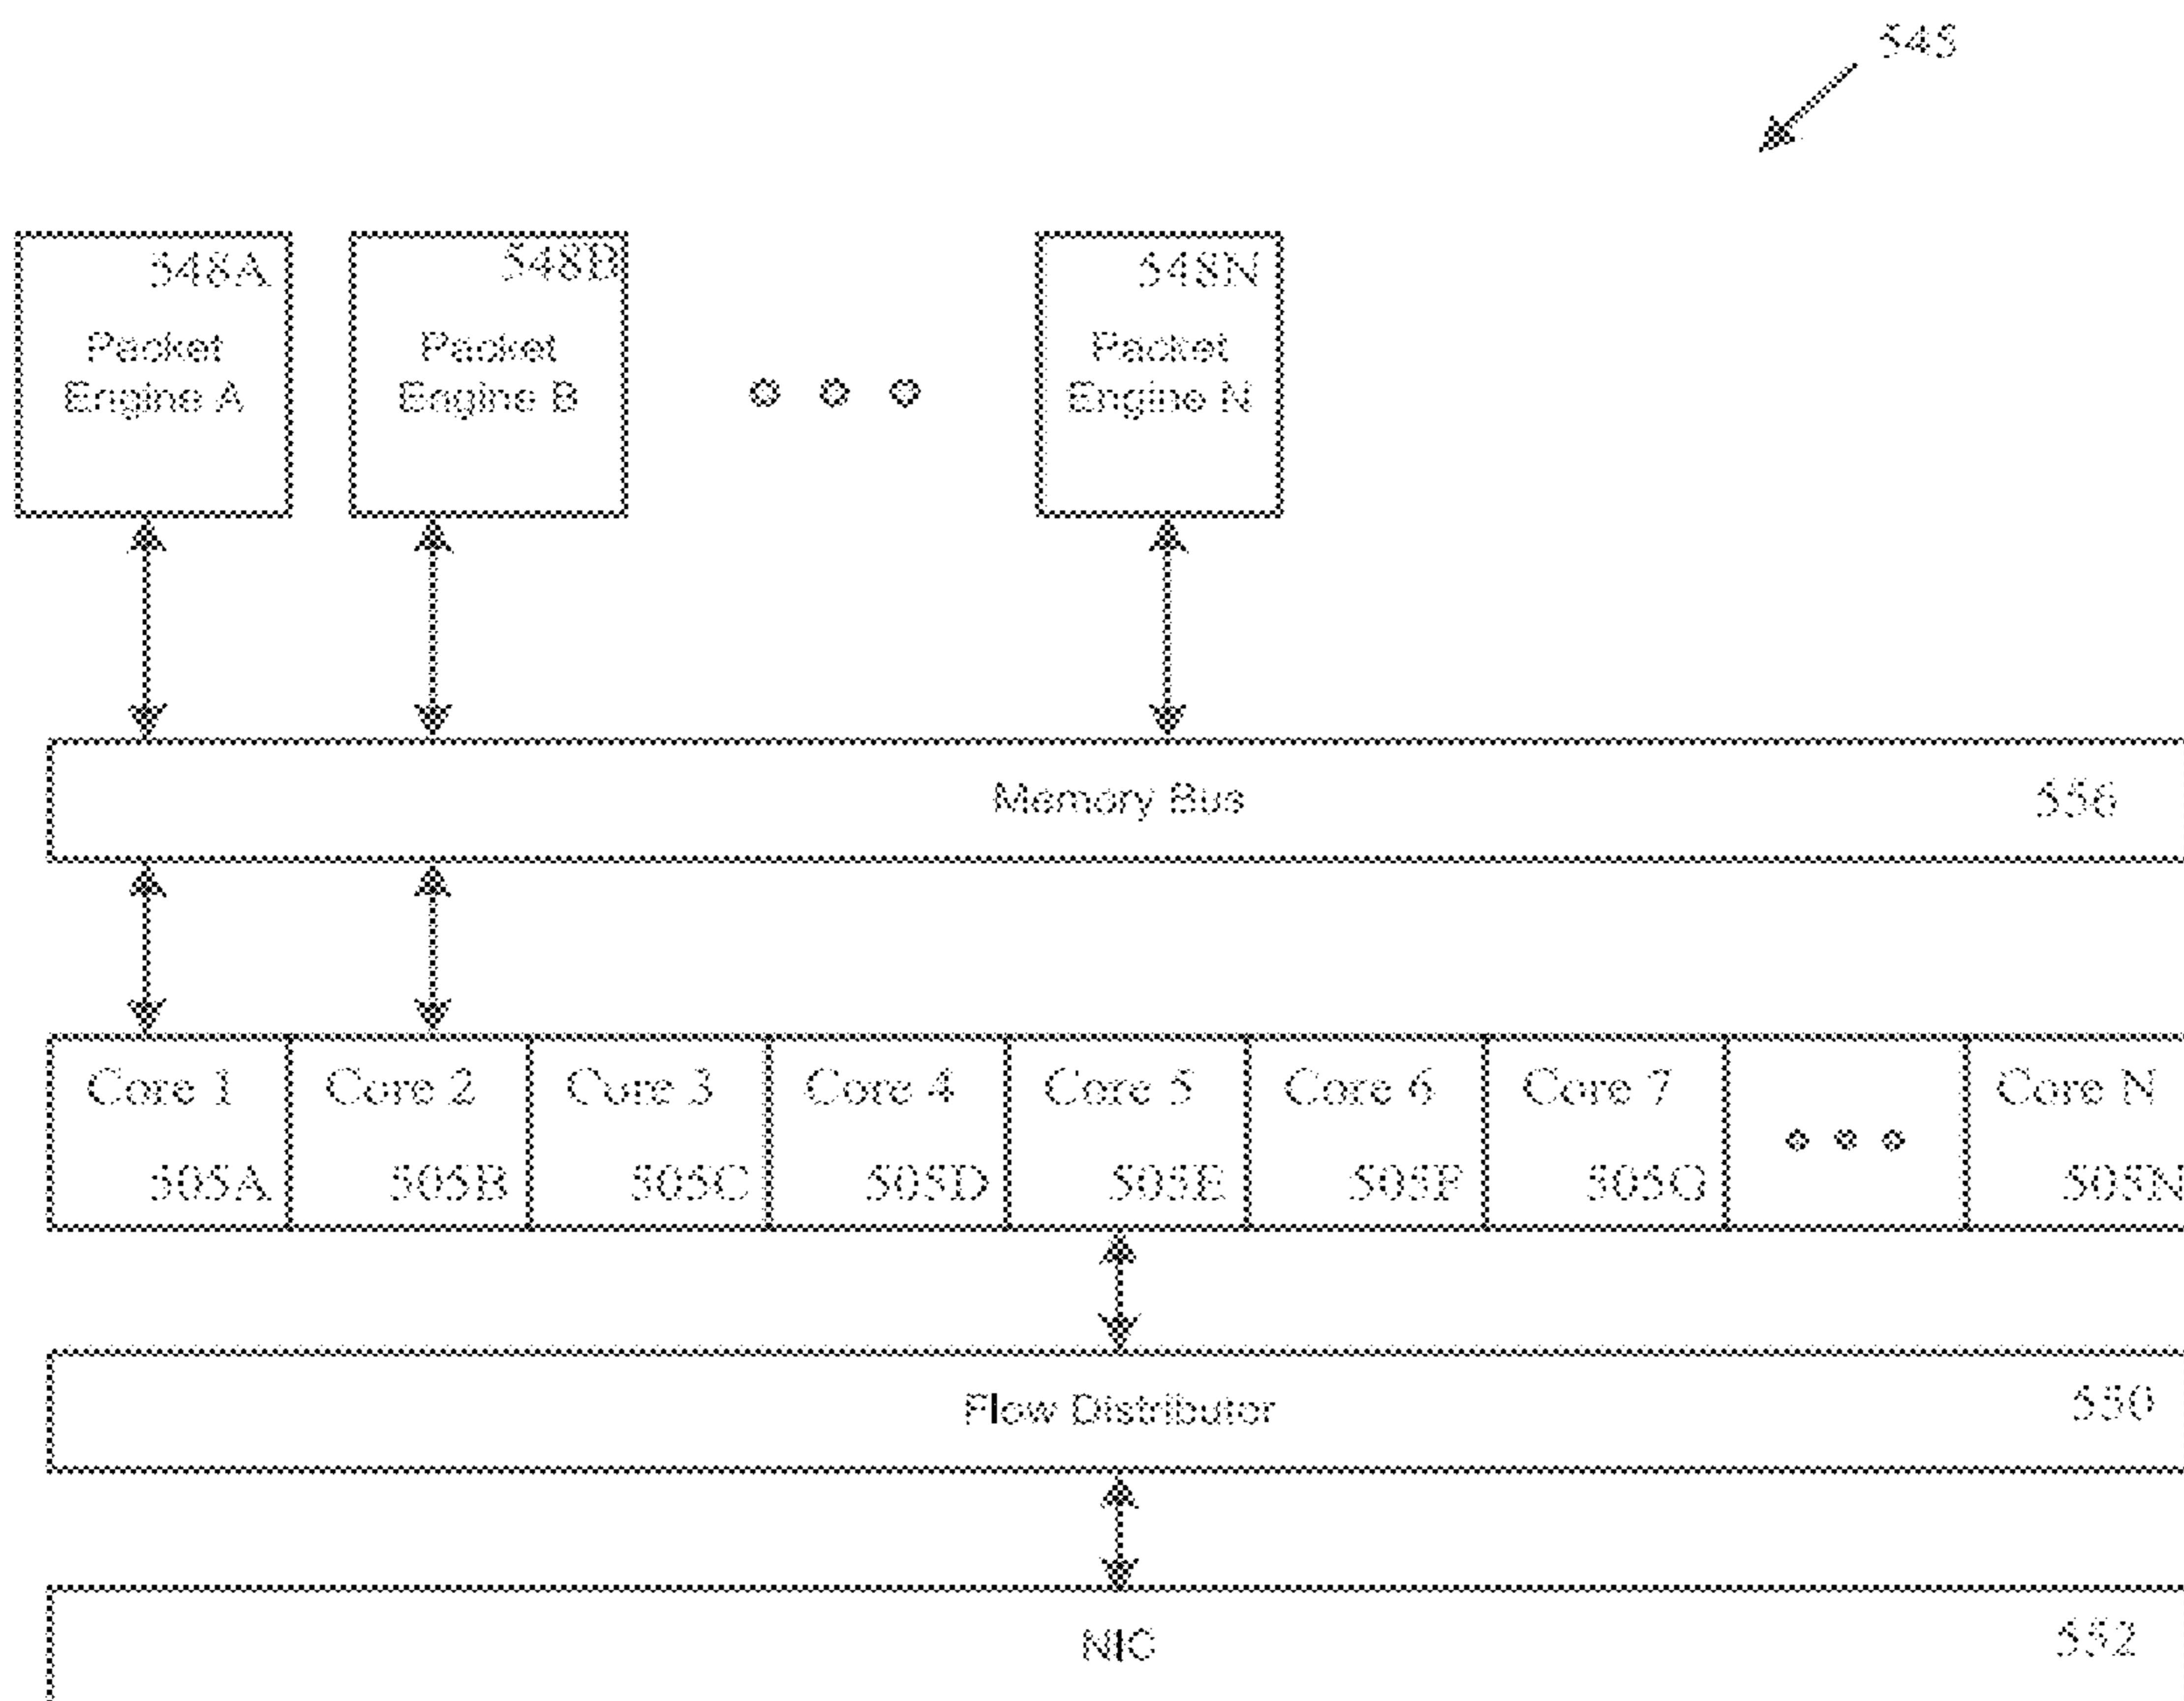 545
548A
Packet
Engine A
548B
Packet
Engine B
548N
Packet
Engine N
Memory Bus
556
Core 1
505A
Core 2
505B
Core 3
505C
Core 4
505D
Core 5
505E
Core 6
505F
Core 7
505G
Core N
505N
Flow Distributor
550
NIC
552